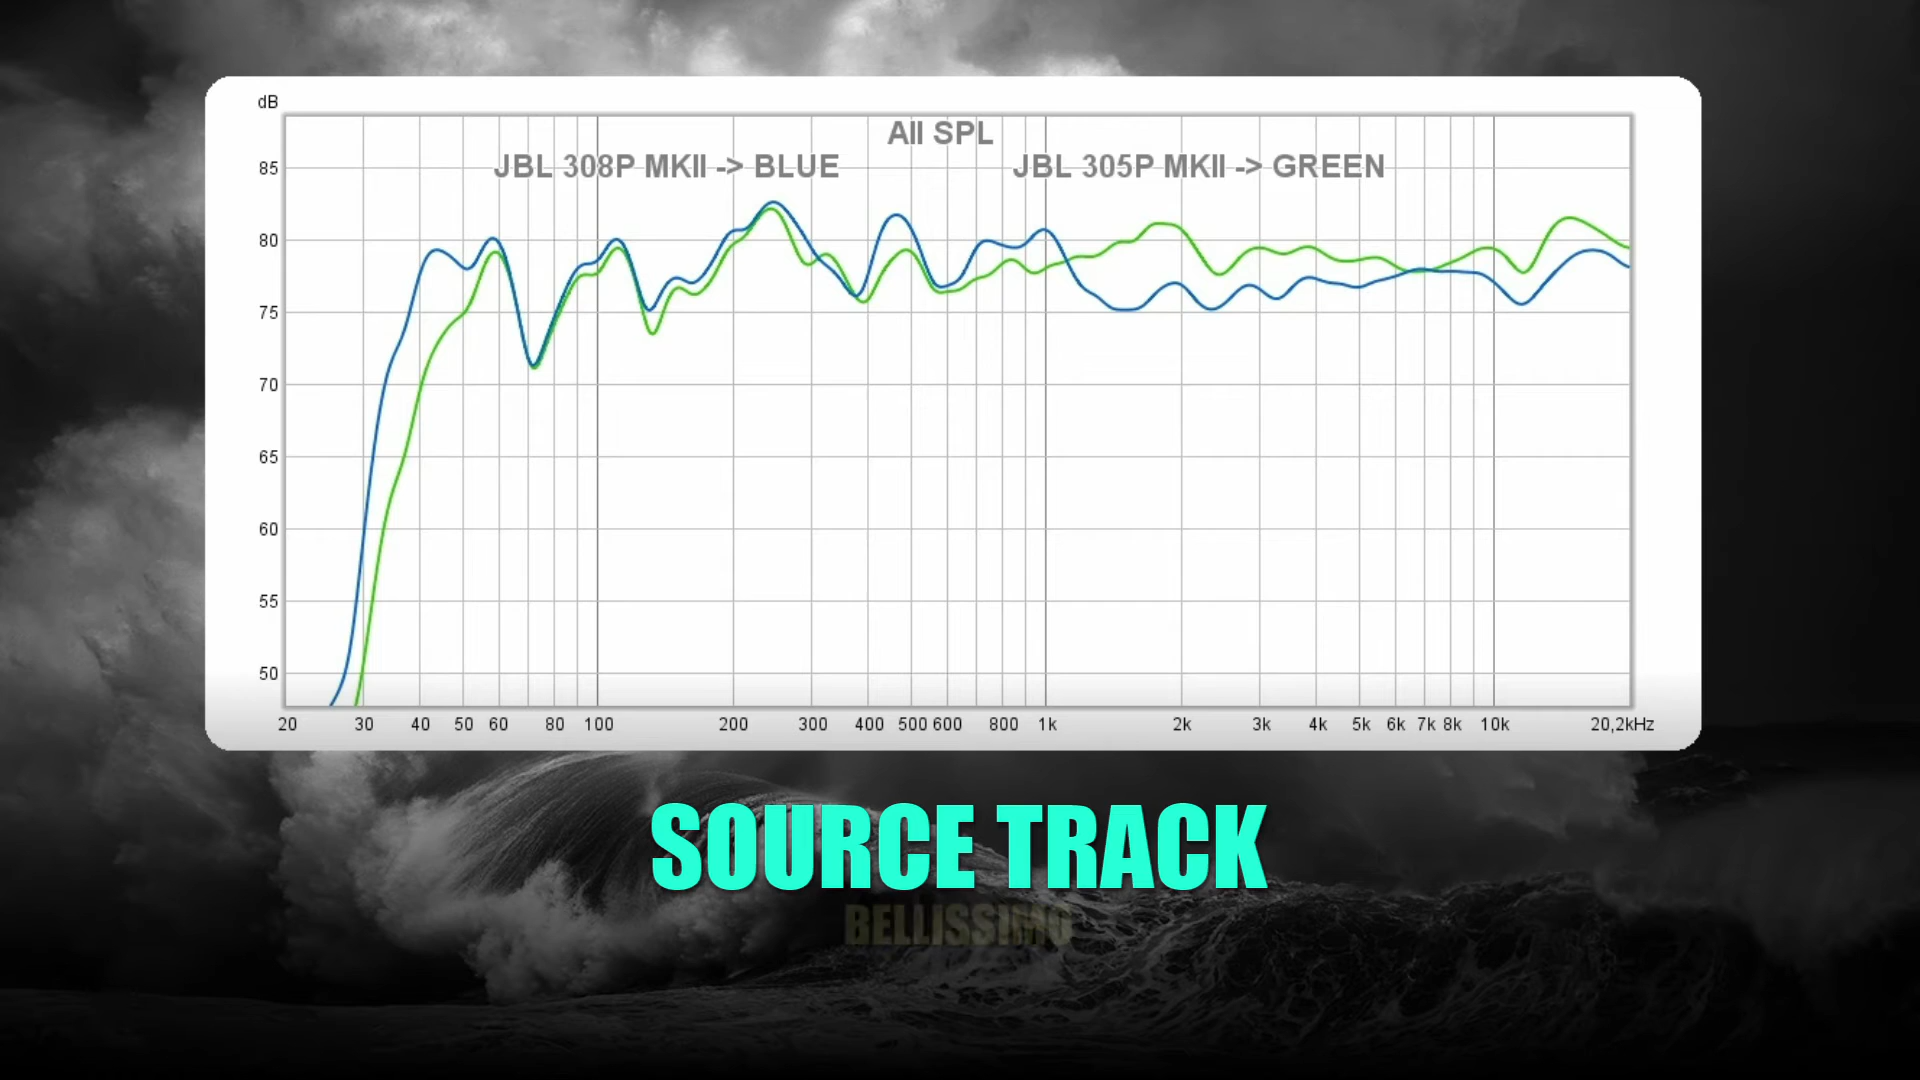 dB
All SPL
JBL 308P MKII -> BLUE JBL 305P MKII -> GREEN
85
80
75
70
65
60
55
50
20 30 40 50 60 80 100 200 300 400 500 600 800 1k 2k 3k 4k 5k 6k 7k 8k 10k 20,2kHz
SOURCE TRACK
BELLISSIMO